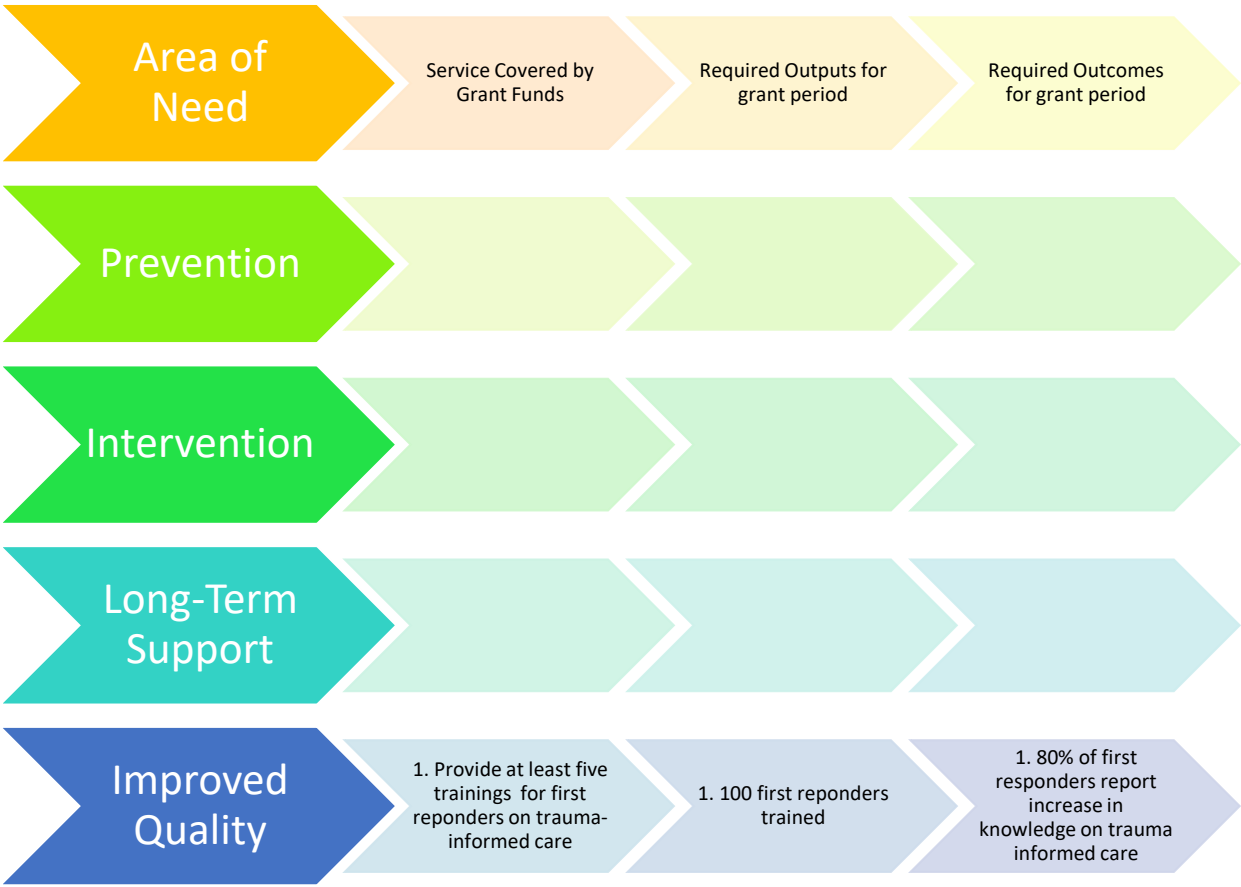 Area of
Need
Service Covered by
Grant Funds
Required Outputs for
grant period
Required Outcomes
for grant period
Prevention
Intervention
Long-Term
Support
Improved
Quality
1. Provide at least five
trainings for first
reponders on trauma-
informed care
1. 100 first reponders
trained
1. 80% of first
responders report
increase in
knowledge on trauma
informed care